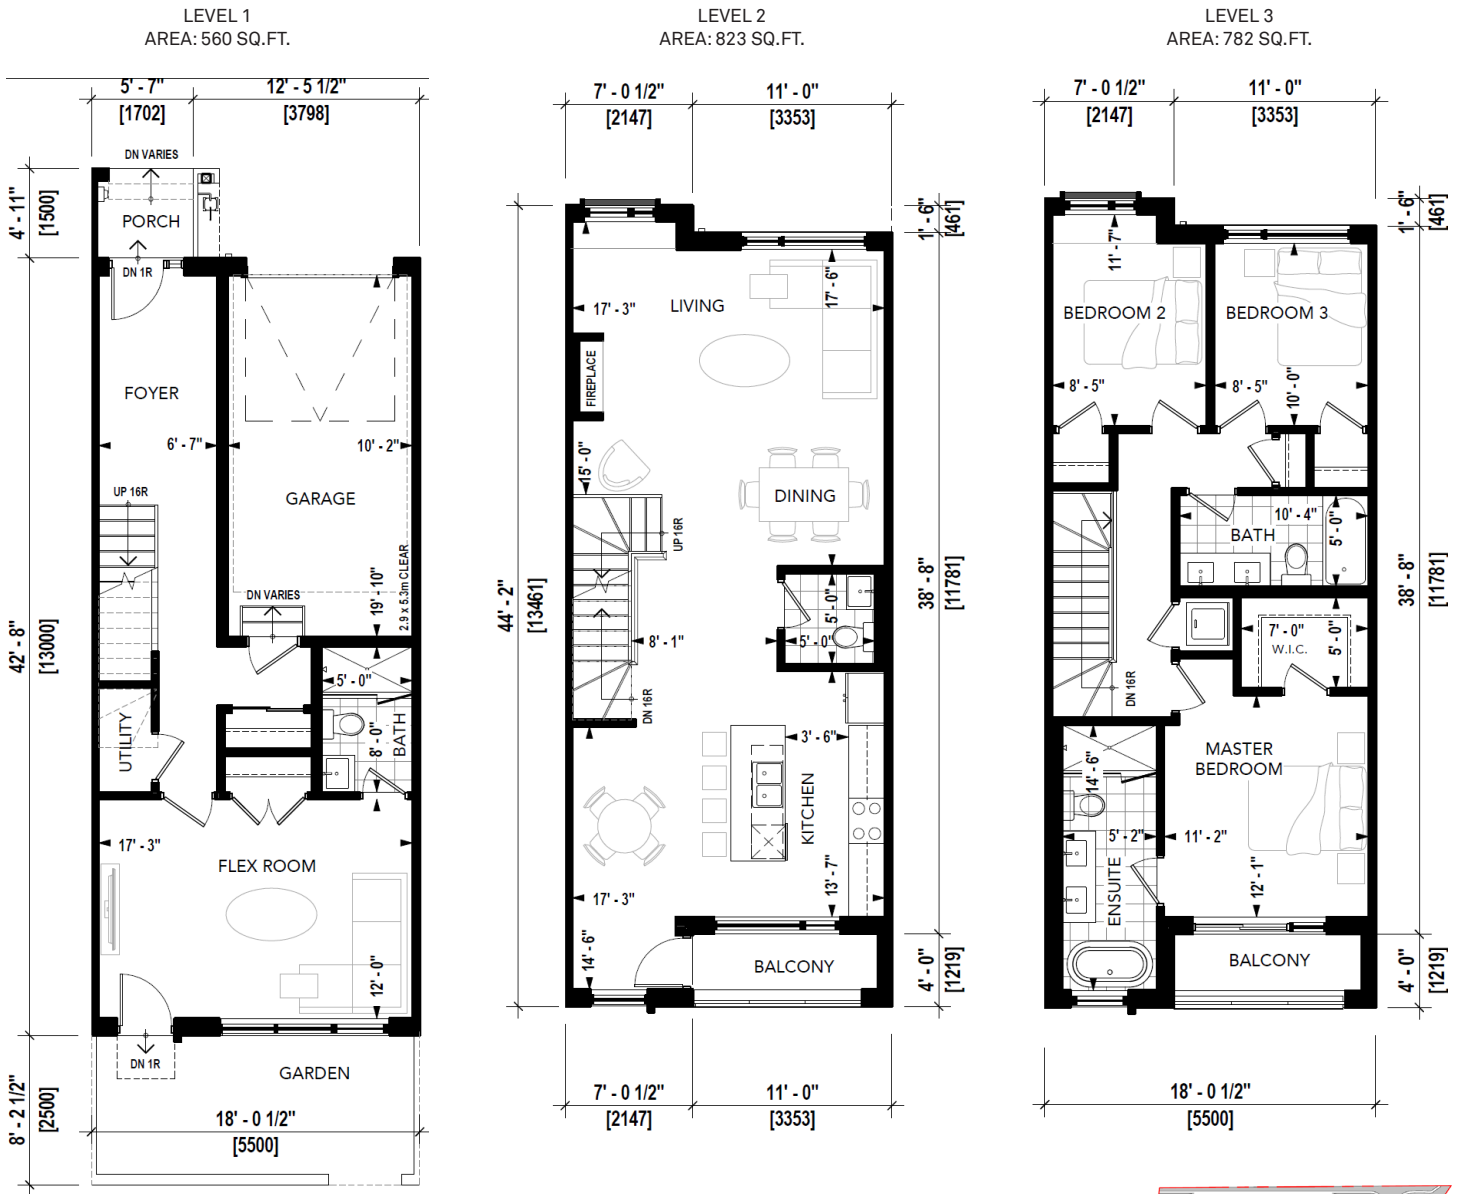 LEVEL 1
AREA: 560 SQ.FT.
5' - 7"
[1702]
12' - 5 1/2"
[3798]
DN VARIES
4' - 11"
[1500]
PORCH
DN 1R
FOYER
6' - 7"
10' - 2"
UP 16R
GARAGE
DN VARIES
19' - 10"
2.9 x 5.3m CLEAR
42' - 8"
[13000]
5' - 0"
UTILITY
8' - 0"
BATH
17' - 3"
FLEX ROOM
12' - 0"
DN 1R
GARDEN
8' - 2 1/2"
[2500]
18' - 0 1/2"
[5500]
LEVEL 2
AREA: 823 SQ.FT.
7' - 0 1/2"
[2147]
11' - 0"
[3353]
1' - 6"
[461]
17' - 3"
LIVING
17' - 6"
FIREPLACE
15' - 0"
DINING
UP 16R
44' - 2"
[13461]
38' - 8"
[11781]
5' - 0"
8' - 1"
5' - 0"
DN 16R
3' - 6"
KITCHEN
13' - 7"
17' - 3"
14' - 6"
BALCONY
4' - 0"
[1219]
7' - 0 1/2"
[2147]
11' - 0"
[3353]
LEVEL 3
AREA: 782 SQ.FT.
7' - 0 1/2"
[2147]
11' - 0"
[3353]
1' - 6"
[461]
11' - 7"
BEDROOM 2
BEDROOM 3
8' - 5"
8' - 5"
10' - 0"
10' - 4"
BATH
5' - 0"
38' - 8"
[11781]
7' - 0"
W.I.C.
5' - 0"
DN 16R
MASTER
BEDROOM
14' - 6"
5' - 2"
11' - 2"
ENSUITE
12' - 1"
BALCONY
4' - 0"
[1219]
18' - 0 1/2"
[5500]